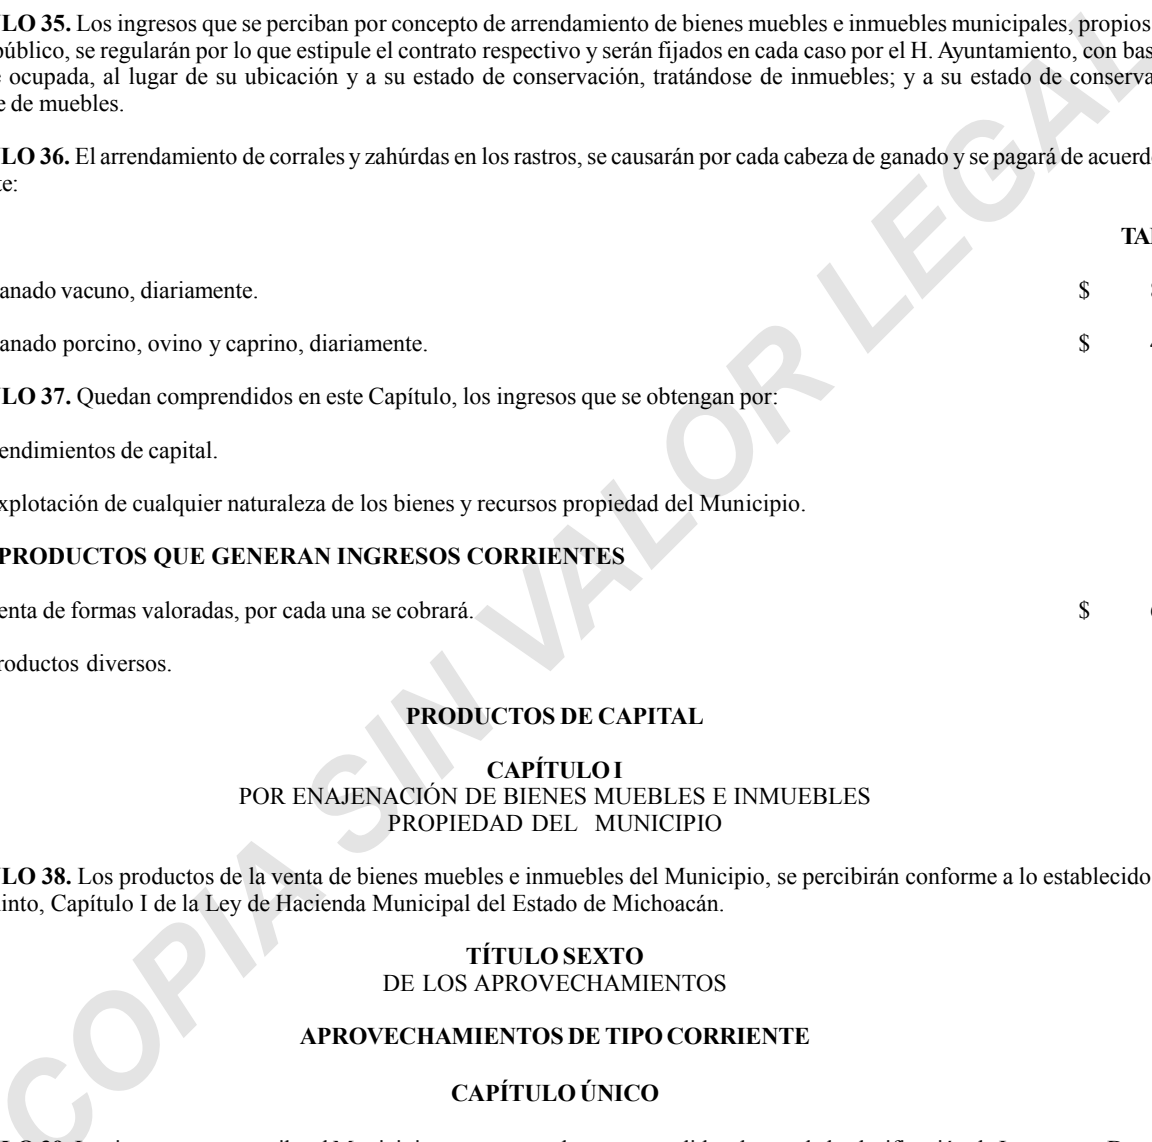 LO 35. Los ingresos que se perciban por concepto de arrendamiento de bienes muebles e inmuebles municipales, propios
público, se regularán por lo que estipule el contrato respectivo y serán fijados en cada caso por el H. Ayuntamiento, con bas
ocupada, al lugar de su ubicación y a su estado de conservación, tratándose de inmuebles; y a su estado de conserva
e de muebles.
LO 36. El arrendamiento de corrales y zahúrdas en los rastros, se causarán por cada cabeza de ganado y se pagará de acuerd
te:
TA
anado vacuno, diariamente. $
anado porcino, ovino y caprino, diariamente. $
LO 37. Quedan comprendidos en este Capítulo, los ingresos que se obtengan por:
endimientos de capital.
xplotación de cualquier naturaleza de los bienes y recursos propiedad del Municipio.
PRODUCTOS QUE GENERAN INGRESOS CORRIENTES
enta de formas valoradas, por cada una se cobrará. $
roductos diversos.
PRODUCTOS DE CAPITAL
CAPÍTULO I
POR ENAJENACIÓN DE BIENES MUEBLES E INMUEBLES
PROPIEDAD DEL MUNICIPIO
LO 38. Los productos de la venta de bienes muebles e inmuebles del Municipio, se percibirán conforme a lo establecido
into, Capítulo I de la Ley de Hacienda Municipal del Estado de Michoacán.
TÍTULO SEXTO
DE LOS APROVECHAMIENTOS
APROVECHAMIENTOS DE TIPO CORRIENTE
CAPÍTULO ÚNICO
COPIA SIN VALOR LEGAL